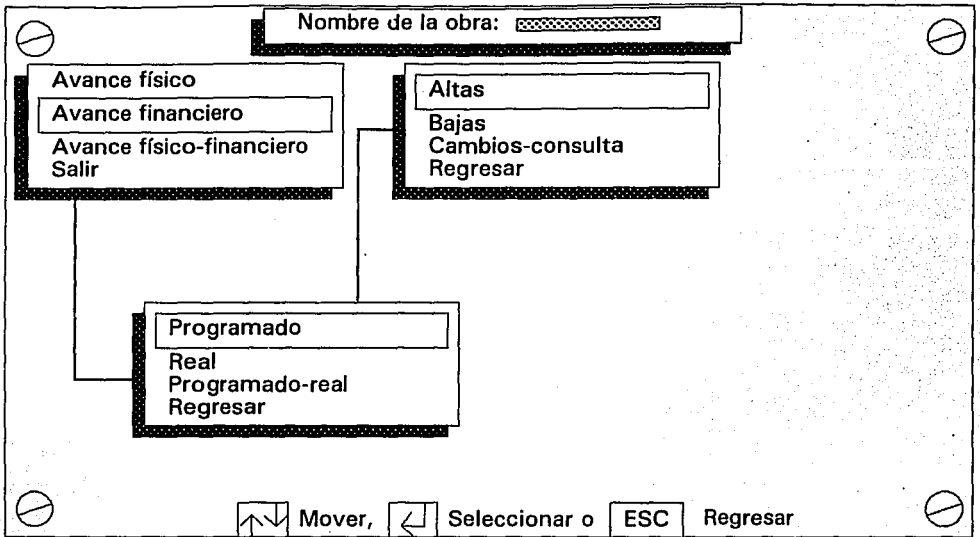 Nombre de la obra:
Avance físico
Avance financiero
Avance físico-financiero
Salir
Altas
Bajas
Cambios-consulta
Regresar
Programado
Real
Programado-real
Regresar
Mover, Seleccionar o ESC Regresar